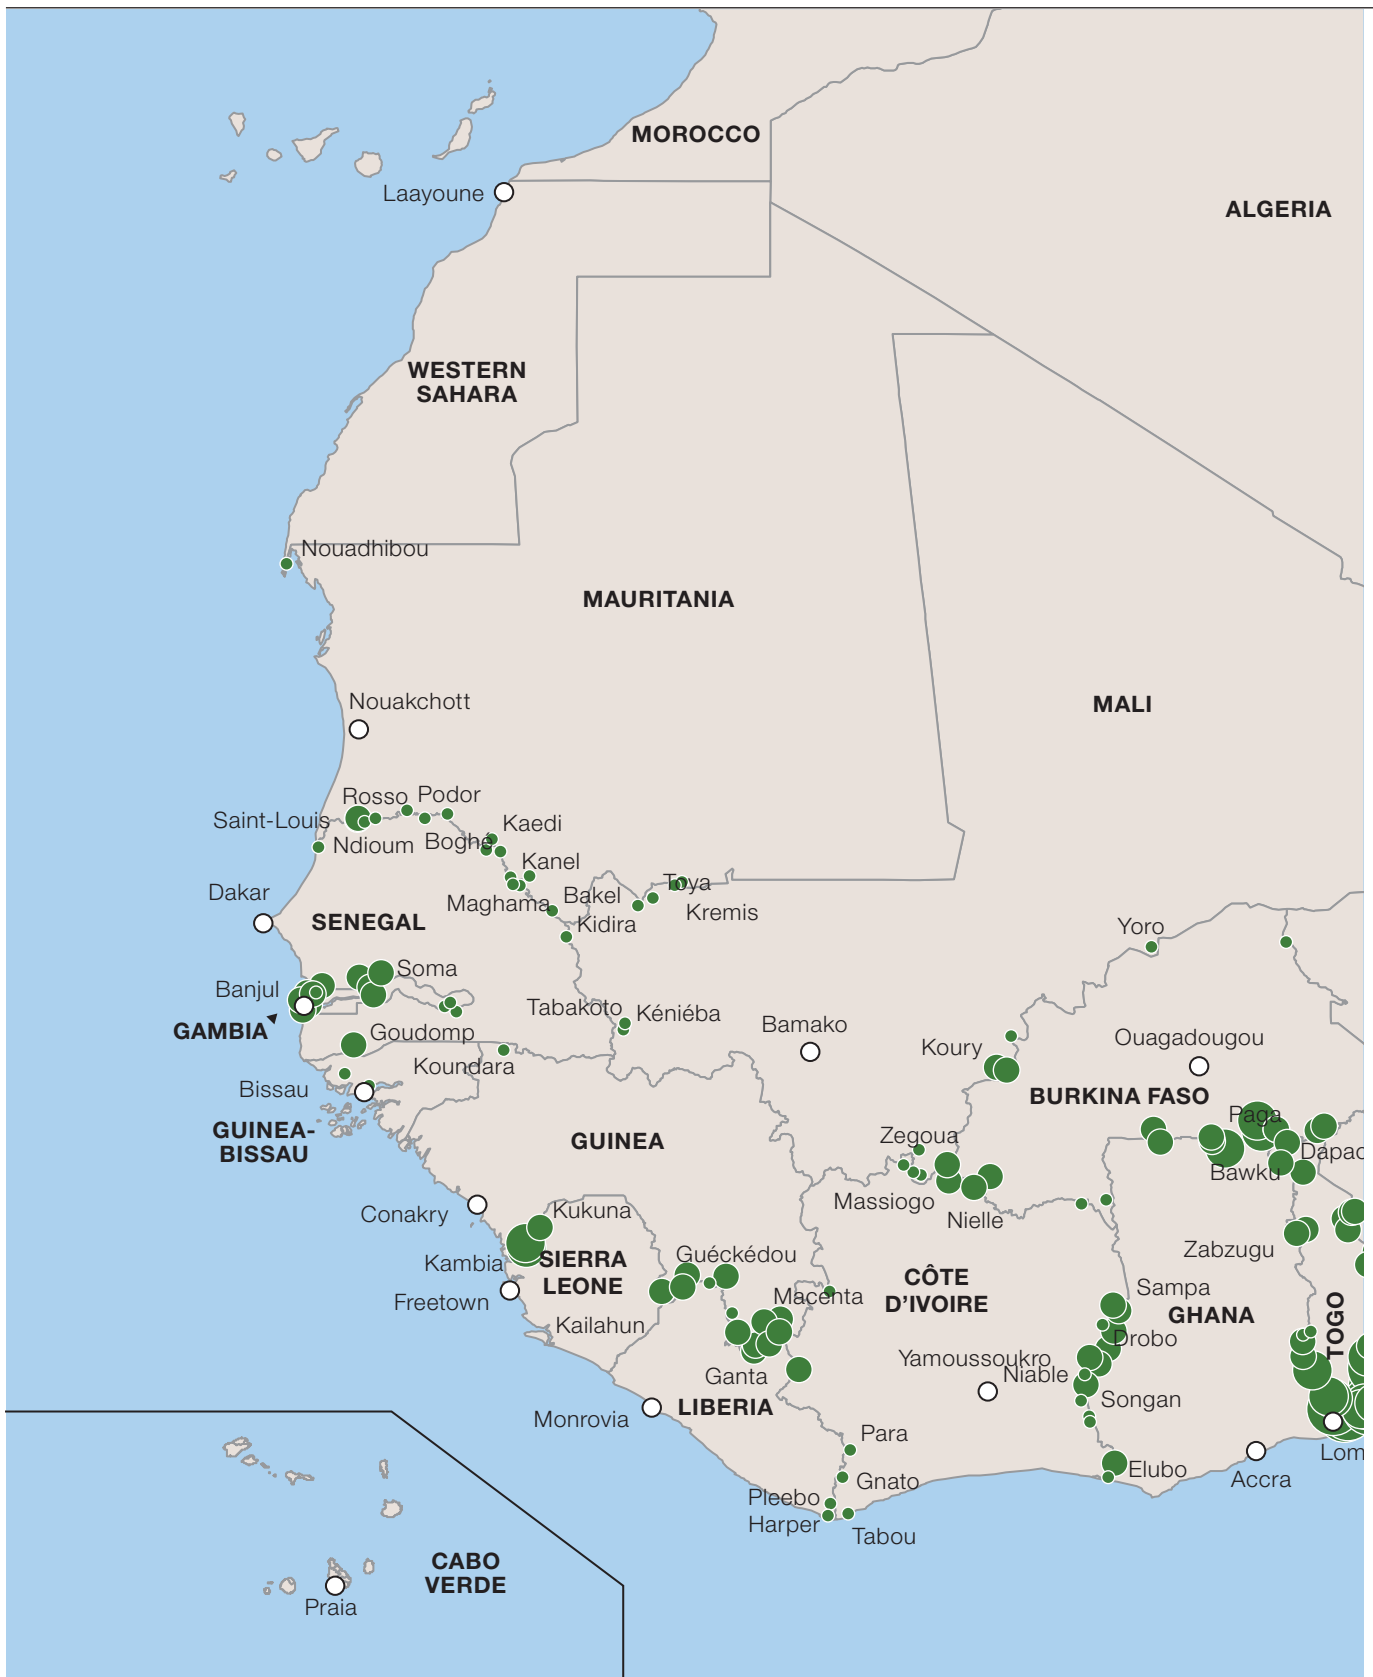 MOROCCO
Laayoune
ALGERIA
WESTERN
SAHARA
Nouadhibou
MAURITANIA
Nouakchott
MALI
Rosso
Podor
Saint-Louis
Ndioum
Boghé
Kaedi
Kanel
Toya
Dakar
Maghama
Bakel
Kremis
SENEGAL
Kidira
Yoro
Soma
Banjul
Tabakoto
Kéniéba
GAMBIA
Goudomp
Bamako
Ouagadougou
Koury
Koundara
Bissau
BURKINA FASO
Paga
GUINEA-
BISSAU
GUINEA
Zegoua
Dapao
Bawku
Massiogo
Nielle
Conakry
Kukuna
Zabzugu
Guéckédou
Kambia
SIERRA
LEONE
CÔTE
D'IVOIRE
Sampa
Macenta
Freetown
GHANA
TOGO
Kailahun
Drobo
Yamoussoukro
Niable
Ganta
Songan
LIBERIA
Monrovia
Para
Lom
Elubo
Accra
Gnato
Pleebo
Harper
Tabou
CABO
VERDE
Praia